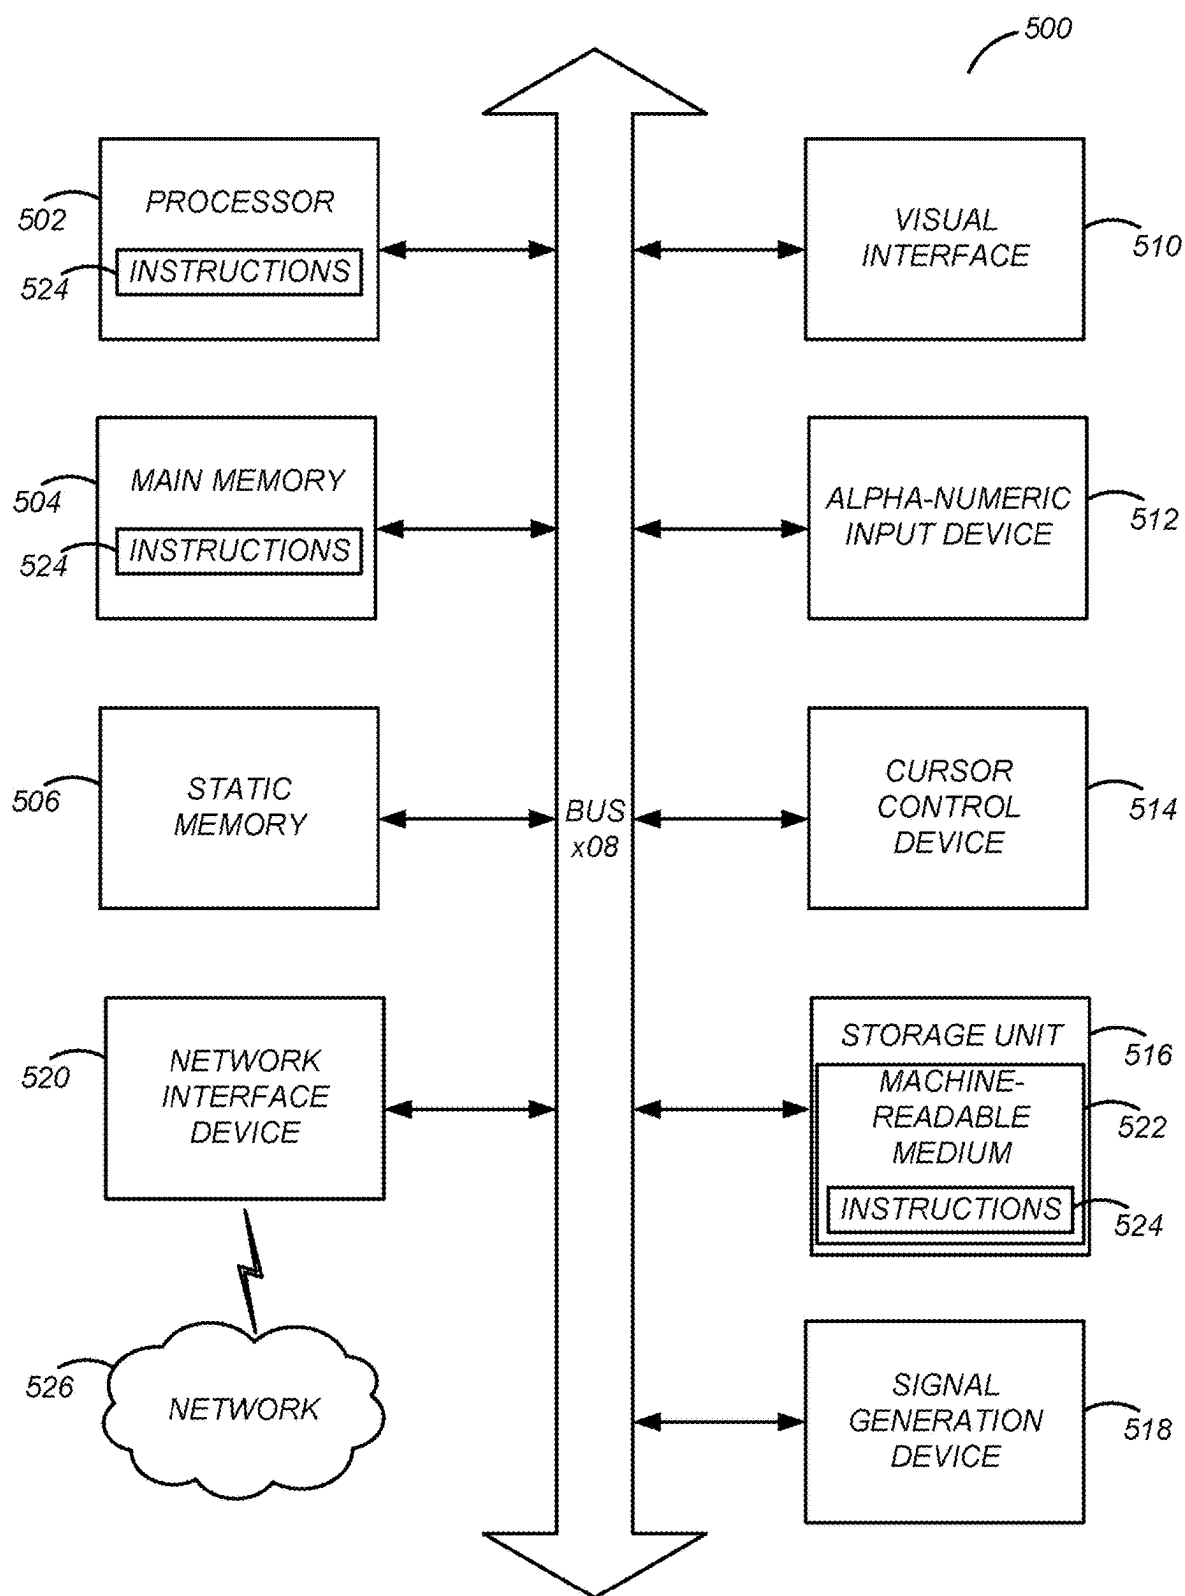 500
PROCESSOR
502
INSTRUCTIONS
524
VISUAL
INTERFACE
510
MAIN MEMORY
504
INSTRUCTIONS
524
ALPHA-NUMERIC
INPUT DEVICE
512
STATIC
MEMORY
506
BUS
x08
CURSOR
CONTROL
DEVICE
514
NETWORK
INTERFACE
DEVICE
520
STORAGE UNIT
516
MACHINE-
READABLE
MEDIUM
522
INSTRUCTIONS
524
NETWORK
526
SIGNAL
GENERATION
DEVICE
518